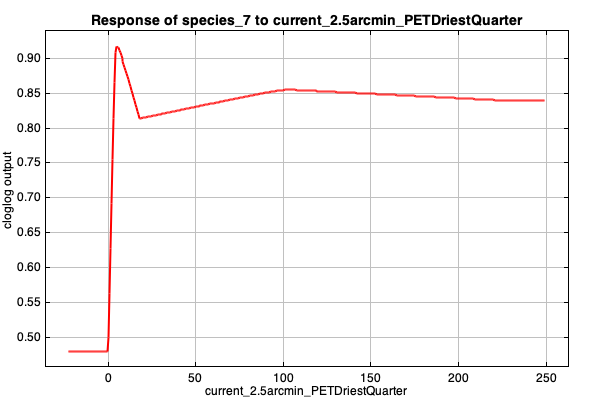 Response of species_7 to current_2.5arcmin_PETDriestQuarter
cloglog output
0.90
0.85
0.80
0.75
0.70
0.65
0.60
0.55
0.50
0 50 100 150 200 250
current_2.5arcmin_PETDriestQuarter